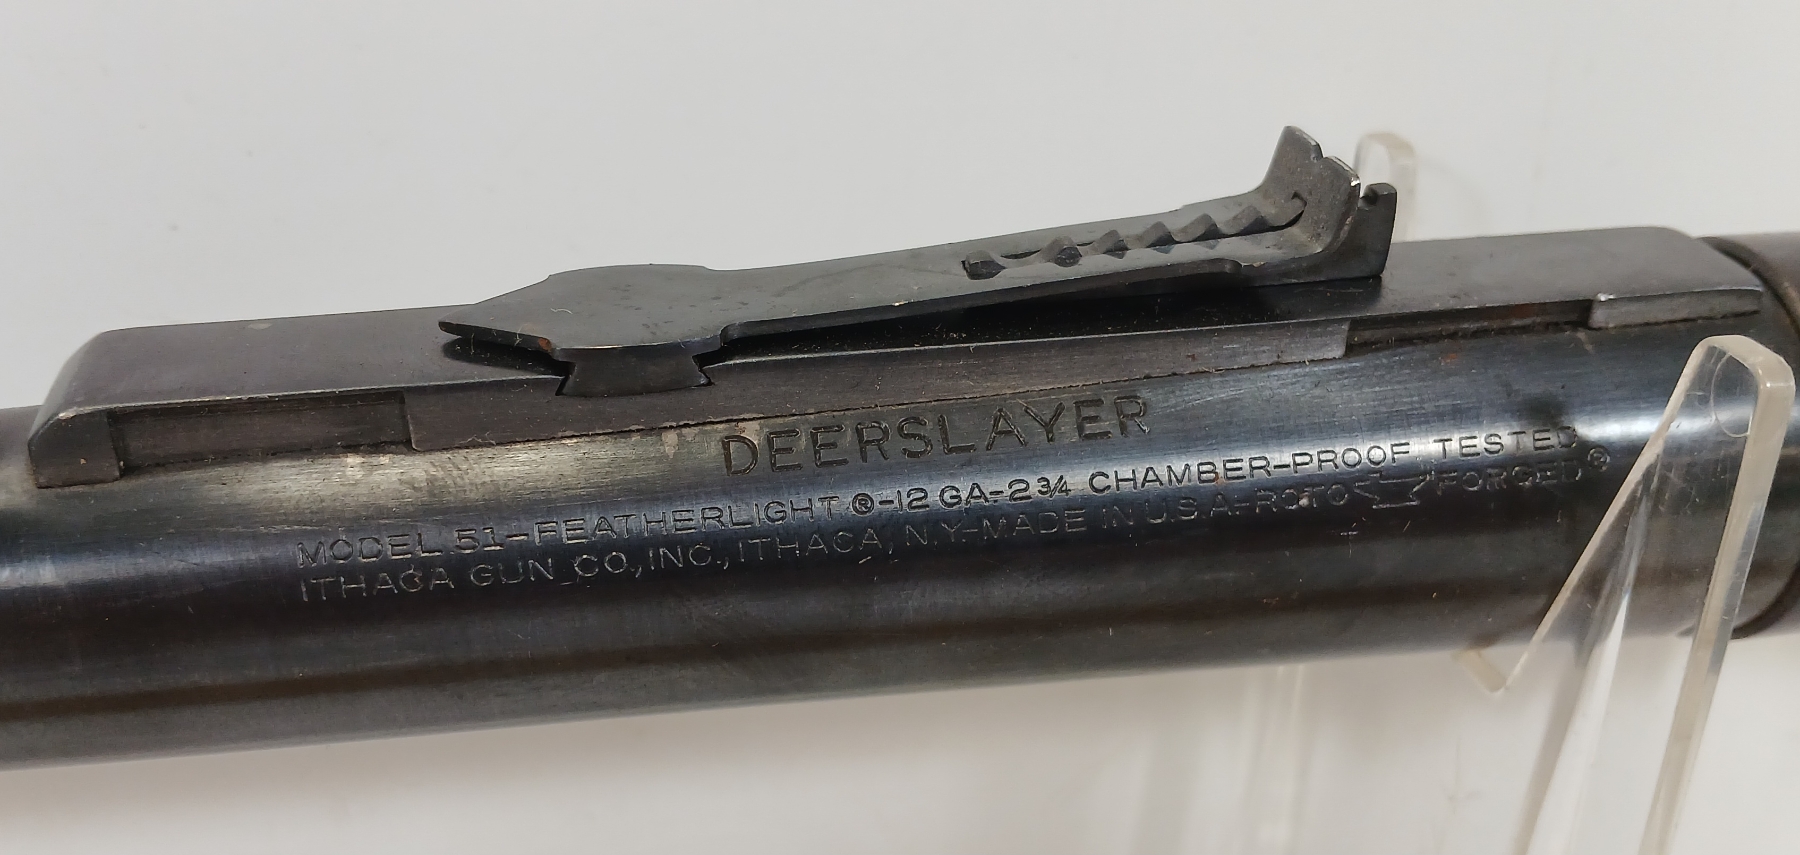 DEERSLAYER
MODEL 51-FEATHERLIGHT®-12 GA-2¾ CHAMBER-PROOF TESTED
ITHACA GUN CO., INC., ITHACA, N.Y-MADE IN U.S.A-ROTO FORGED®